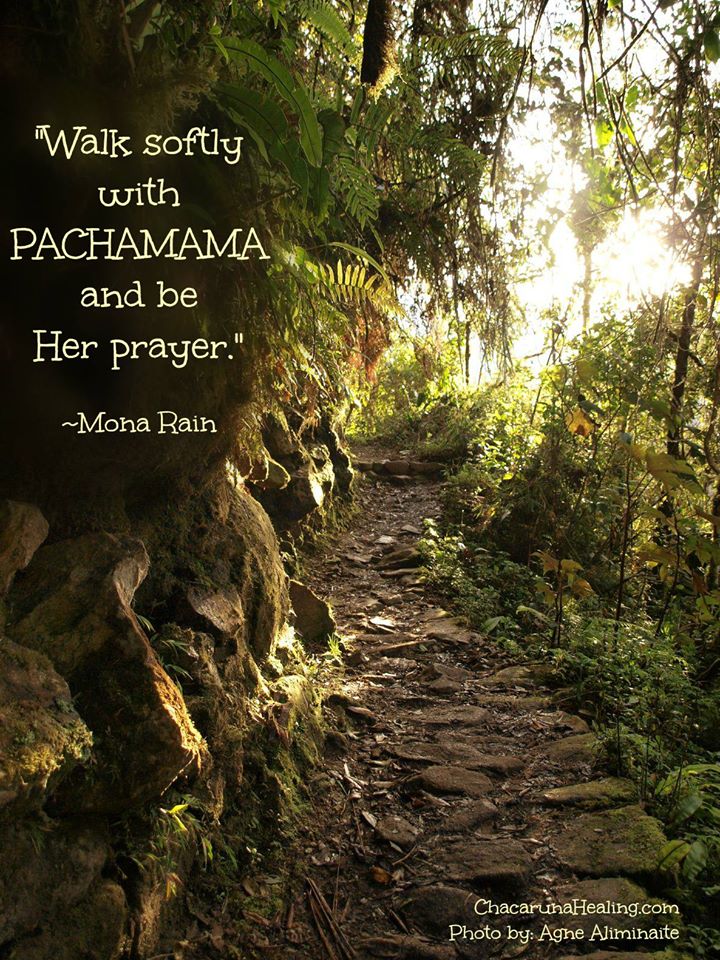 "Walk softly
with
PACHAMAMA
and be
Her prayer."
~Mona Rain
ChacarunaHealing.com
Photo by: Agne Aliminaite